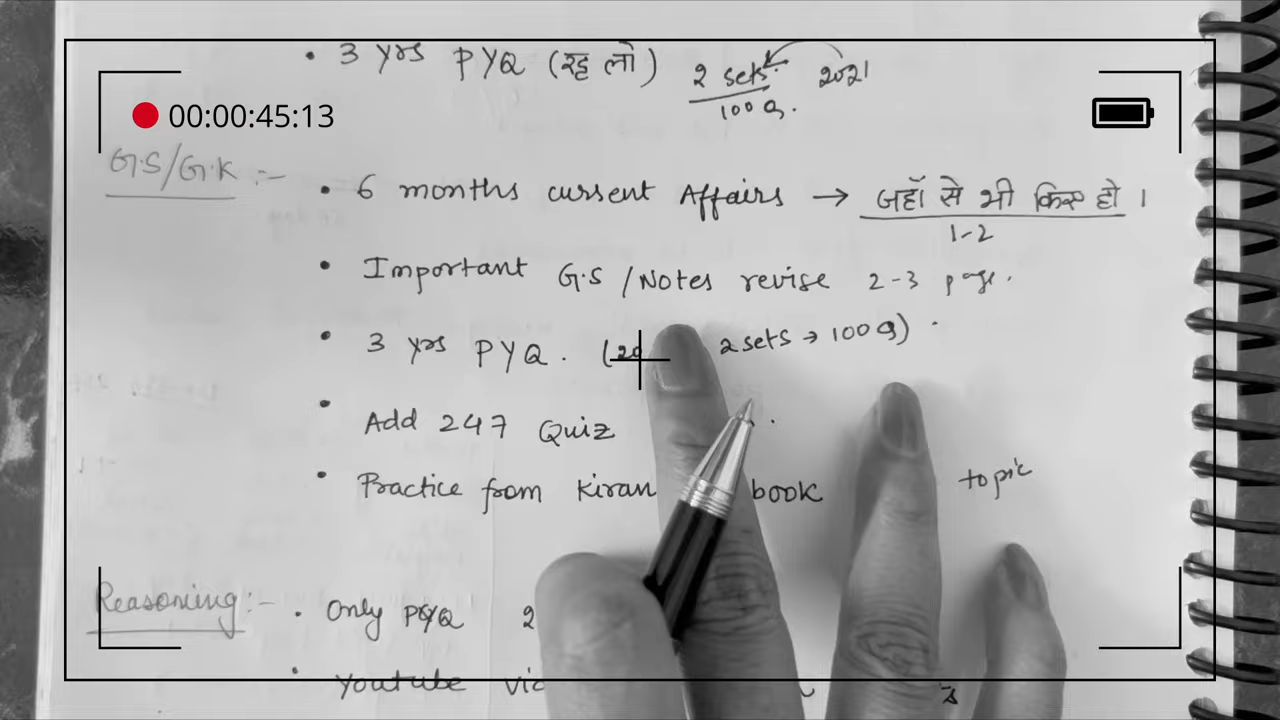 • 3 yrs PYQ (रट्ट लो) 2 sets 2021
100 Q.
00:00:45:13
G.S/G.K :-
• 6 months current Affairs → जहाँ से भी किए हो ।
1-2
• Important G.S /Notes revise 2-3 page.
• 3 yrs PYQ. (20 2 sets → 100 Q) .
• Add 247 Quiz .
• Practice from Kiran book topic
Reasoning:- • Only PYQ 2
• Youtube